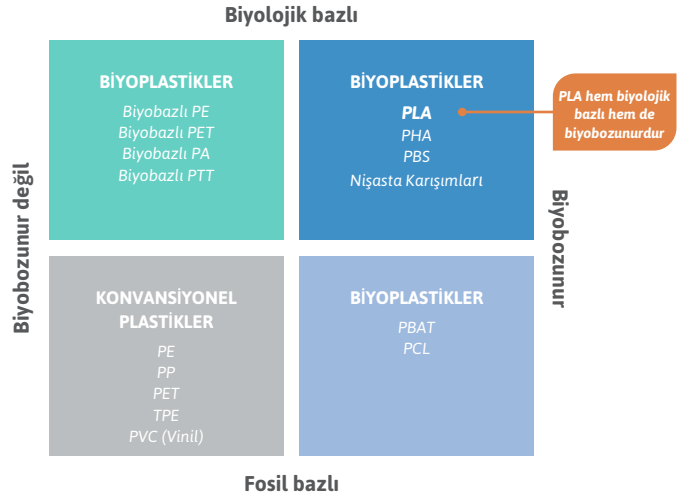 Biyolojik bazlı
Biyobozunur değil
BİYOPLASTİKLER
Biyobazlı PE
Biyobazlı PET
Biyobazlı PA
Biyobazlı PTT
BİYOPLASTİKLER
PLA
PHA
PBS
Nişasta Karışımları
PLA hem biyolojik
bazlı hem de
biyobozunurdur
Biyobozunur
KONVANSİYONEL
PLASTİKLER
PE
PP
PET
TPE
PVC (Vinil)
BİYOPLASTİKLER
PBAT
PCL
Fosil bazlı